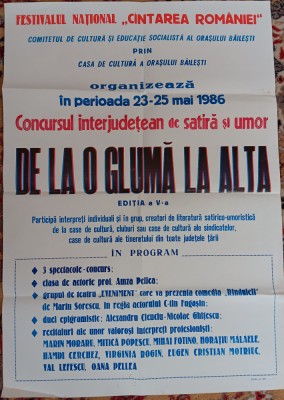 FESTIVALUL NAȚIONAL „CÎNTAREA ROMÂNIEI”
COMITETUL DE CULTURĂ ȘI EDUCAȚIE SOCIALISTĂ AL ORAȘULUI BĂILEȘTI
PRIN
CASA DE CULTURĂ A ORAȘULUI BĂILEȘTI
organizează
în perioada 23-25 mai 1986
Concursul interjudețean de satiră și umor
DE LA O GLUMĂ LA ALTA
EDIȚIA a V-a
Participă interpreți individuali și în grup, creatori de literatură satirico-umoristică
de la case de cultură, cluburi sau case de cultură ale sindicatelor,
case de cultură ale tineretului din toate județele țării
ÎN PROGRAM
3 spectacole-concurs;
clasa de actorie prof. Amza Pellea;
grupul de teatru „EVENIMENT” care va prezenta comedia
de Marin Sorescu, în regia actorului C-tin Fugașin;
duel epigramistic: Alexandru Clenciu-Nicolae Ghițescu;
recitaluri ale unor valoroși interpreți profesioniști:
MARIN MORARU, MITICĂ POPESCU, MIHAI FOTINO, HORAȚIU MALAELE,
HAMDI CERCHEZ, VIRGINIA ROGIN, EUGEN CRISTIAN MOTRIUC,
VAL LEFESCU, OANA PELLEA